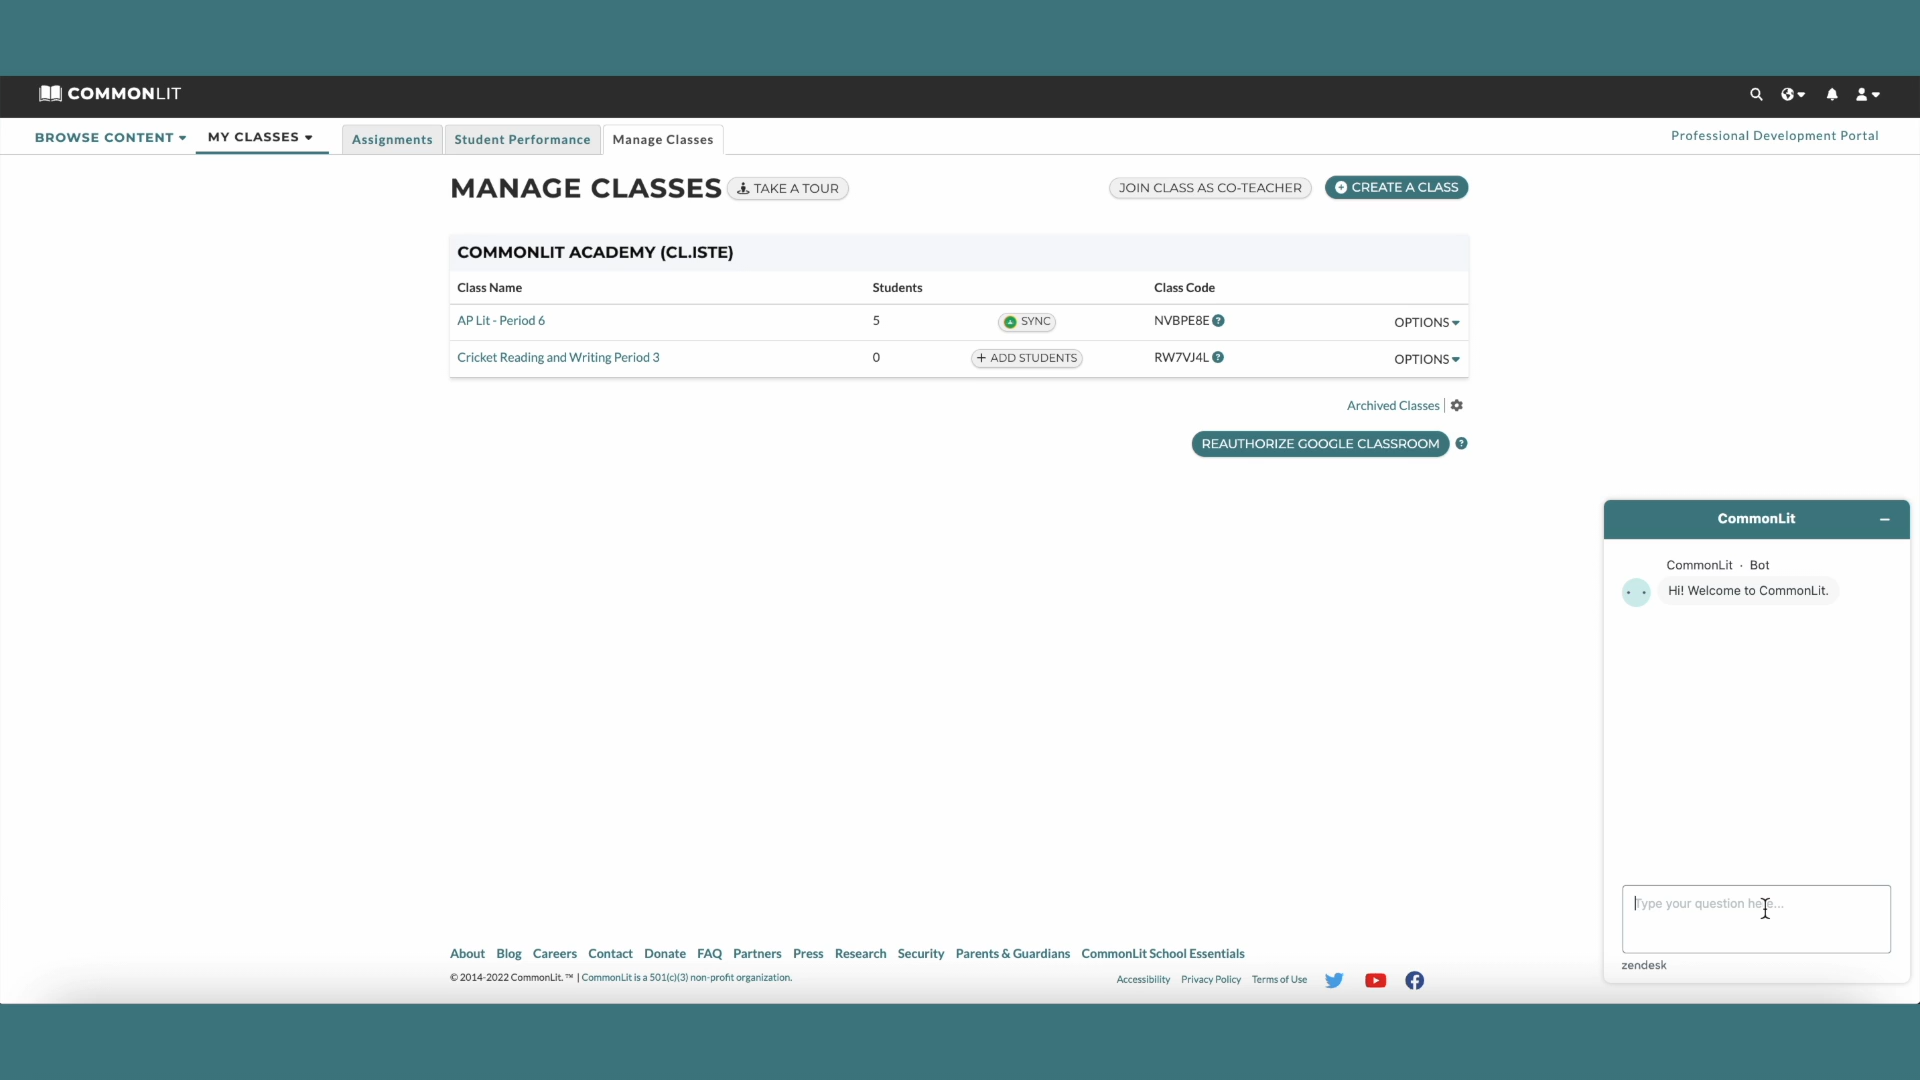 COMMONLIT
BROWSE CONTENT
MY CLASSES
Assignments
Student Performance
Manage Classes
Professional Development Portal
MANAGE CLASSES
TAKE A TOUR
JOIN CLASS AS CO-TEACHER
CREATE A CLASS
COMMONLIT ACADEMY (CL.ISTE)
Class Name Students Class Code
AP Lit - Period 6 5 SYNC NVBPE8E ? OPTIONS
Cricket Reading and Writing Period 3 0 + ADD STUDENTS RW7VJ4L ? OPTIONS
Archived Classes |
REAUTHORIZE GOOGLE CLASSROOM ?
CommonLit
CommonLit · Bot
Hi! Welcome to CommonLit.
Type your question here...
zendesk
About Blog Careers Contact Donate FAQ Partners Press Research Security Parents & Guardians CommonLit School Essentials
© 2014-2022 CommonLit.™ | CommonLit is a 501(c)(3) non-profit organization.
Accessibility Privacy Policy Terms of Use